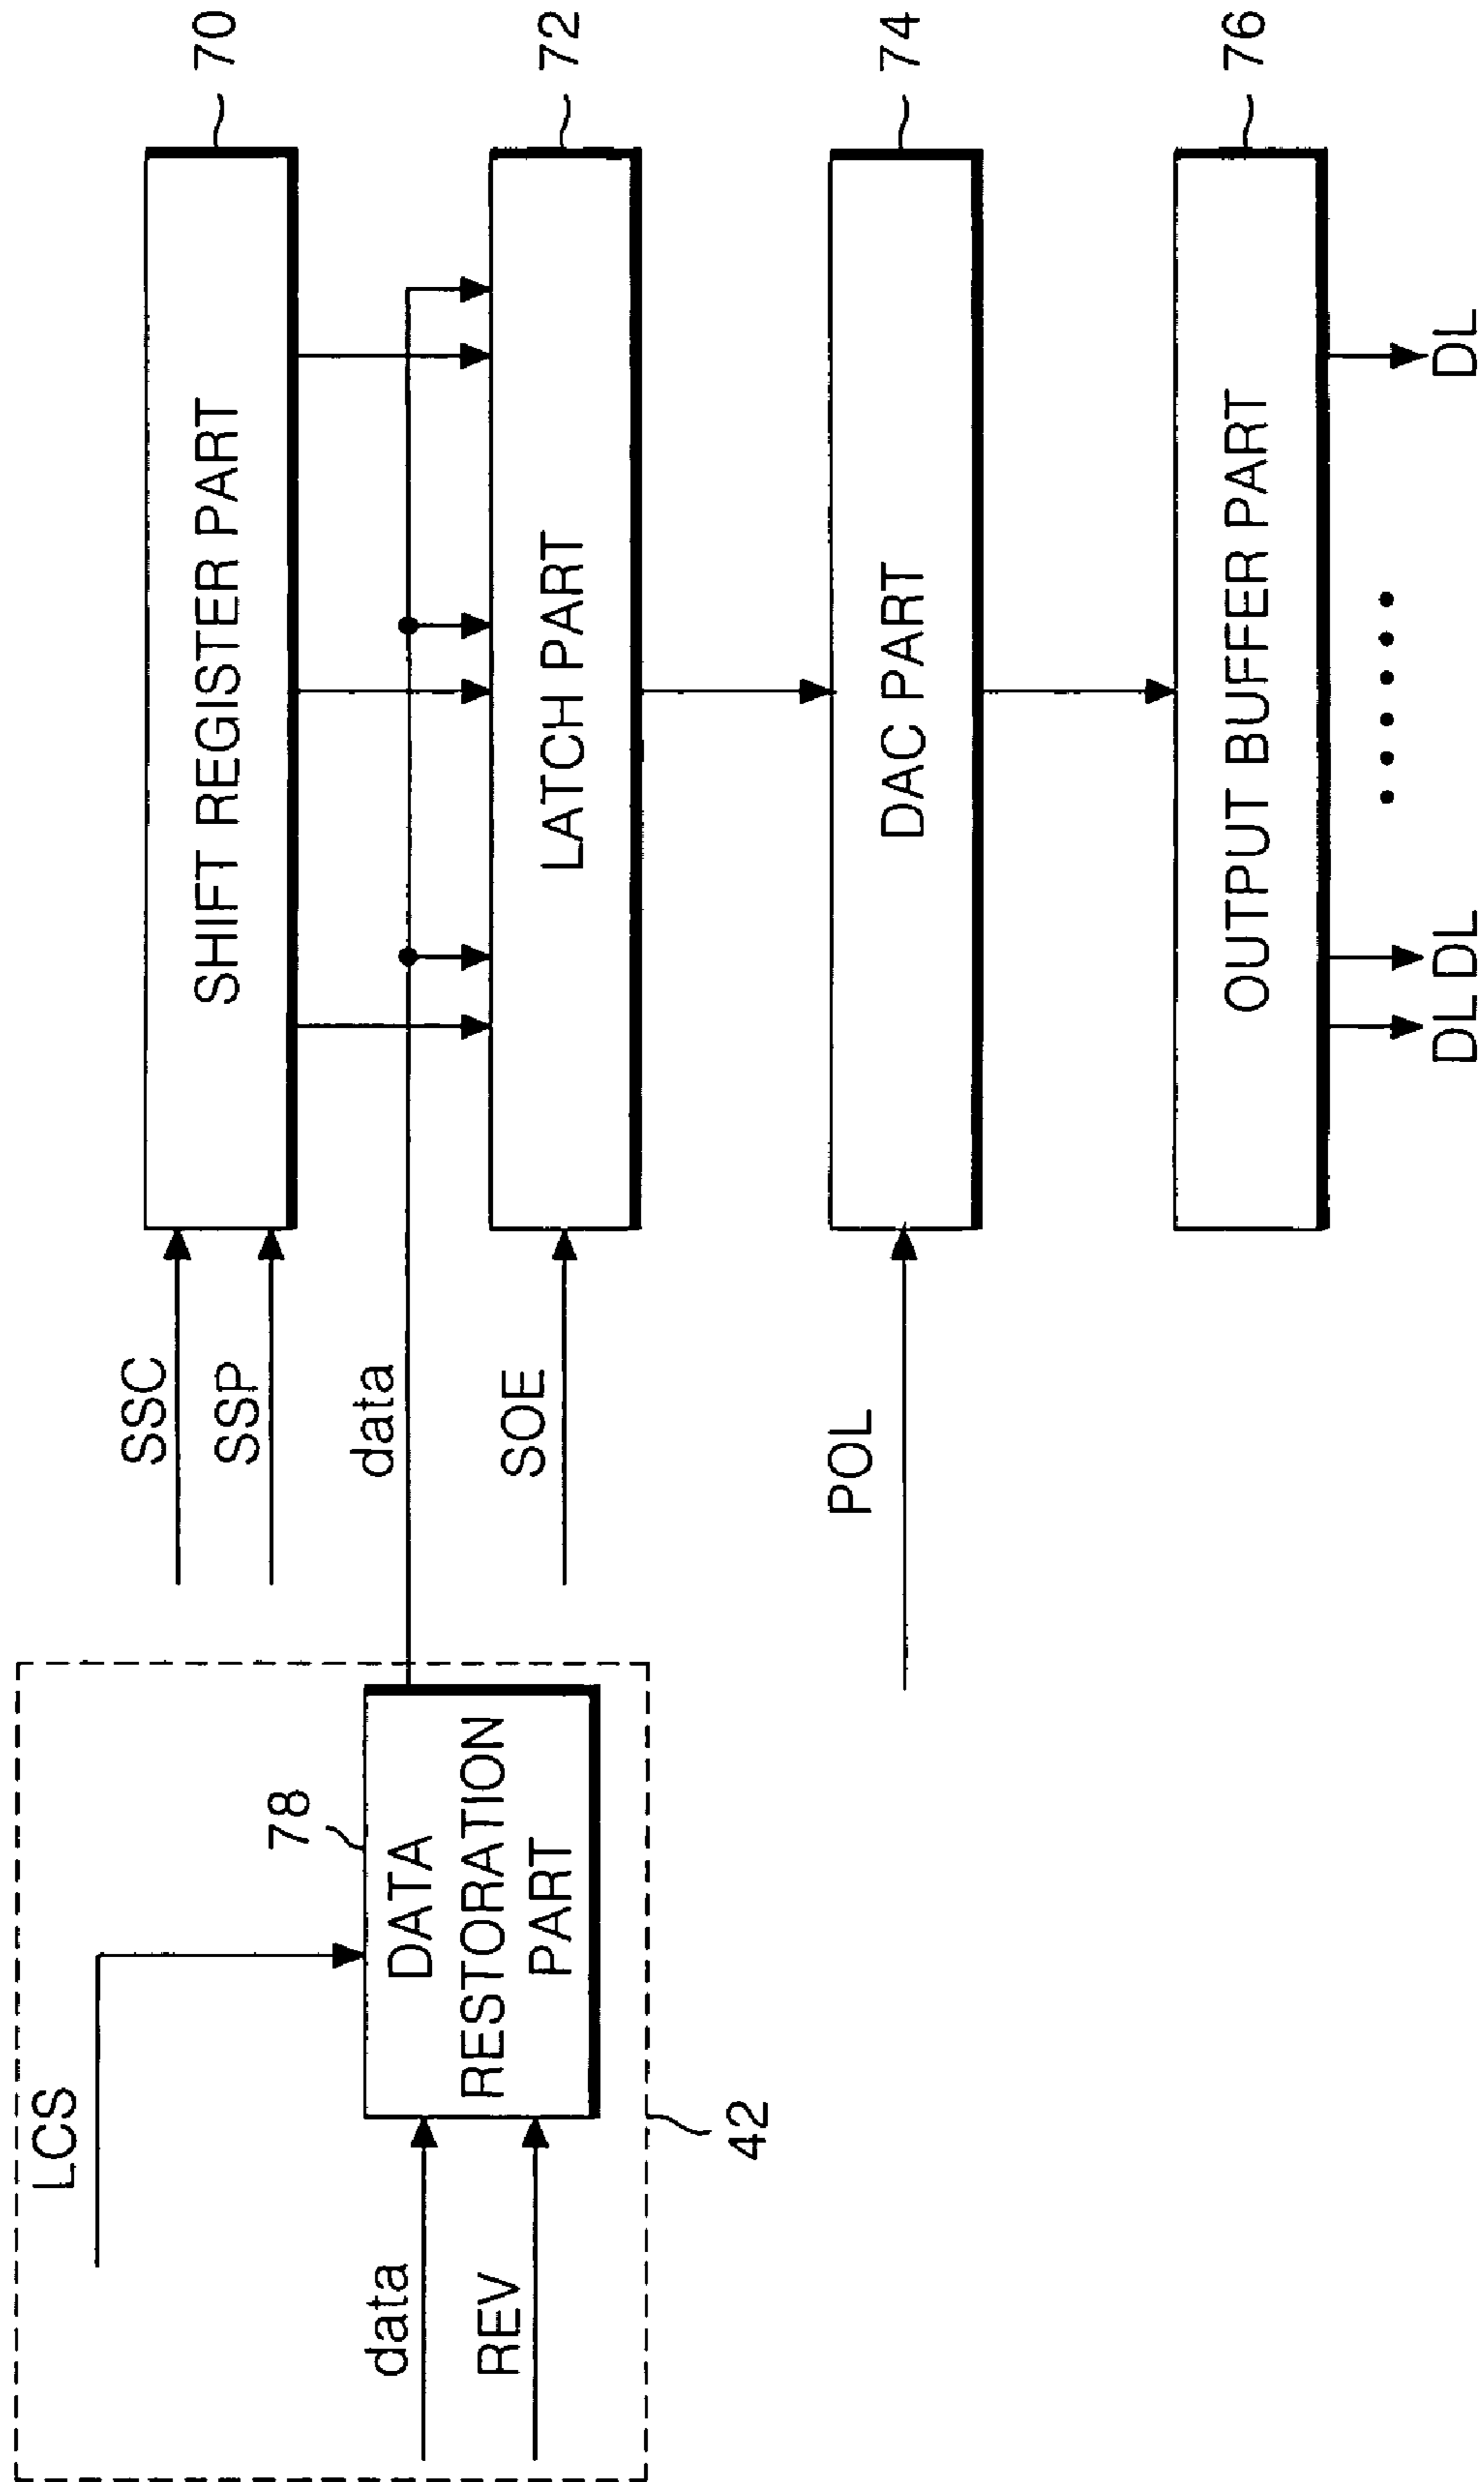 SHIFT REGISTER PART
70
SSC
SSP
data
LATCH PART
72
SOE
DAC PART
74
POL
OUTPUT BUFFER PART
76
DL DL
DL
LCS
78
DATA
RESTORATION
PART
data
REV
42